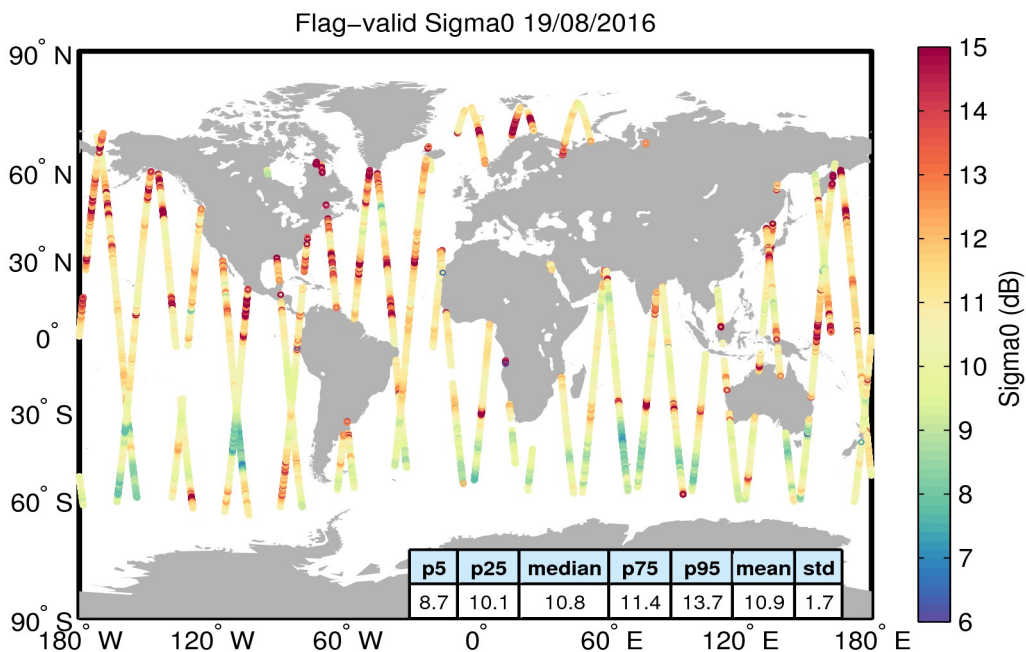 Flag-valid Sigma0 19/08/2016
90° N
60° N
30° N
0°
30° S
60° S
90° S
180° W
120° W
60° W
0°
60° E
120° E
180° E
p5 p25 median p75 p95 mean std
8.7 10.1 10.8 11.4 13.7 10.9 1.7
15
14
13
12
11
10
9
8
7
6
Sigma0 (dB)